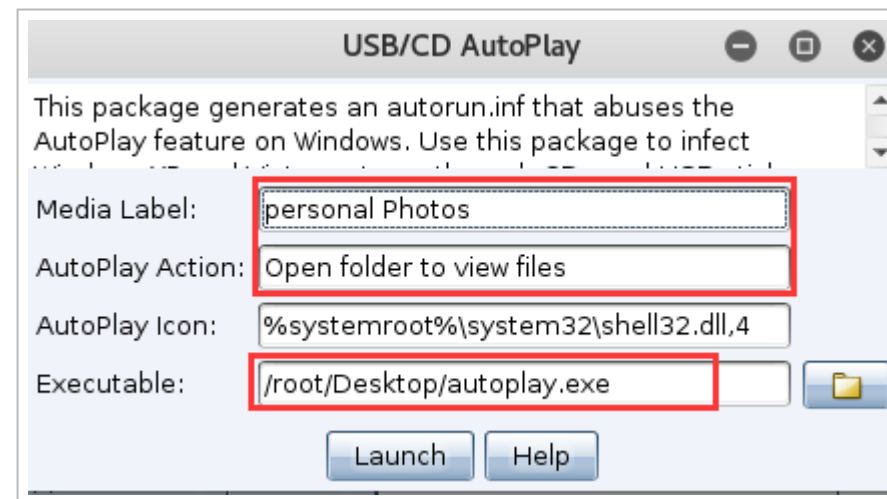 USB/CD AutoPlay
This package generates an autorun.inf that abuses the
AutoPlay feature on Windows. Use this package to infect
Media Label: personal Photos
AutoPlay Action: Open folder to view files
AutoPlay Icon: %systemroot%\system32\shell32.dll,4
Executable: /root/Desktop/autoplay.exe
Launch Help